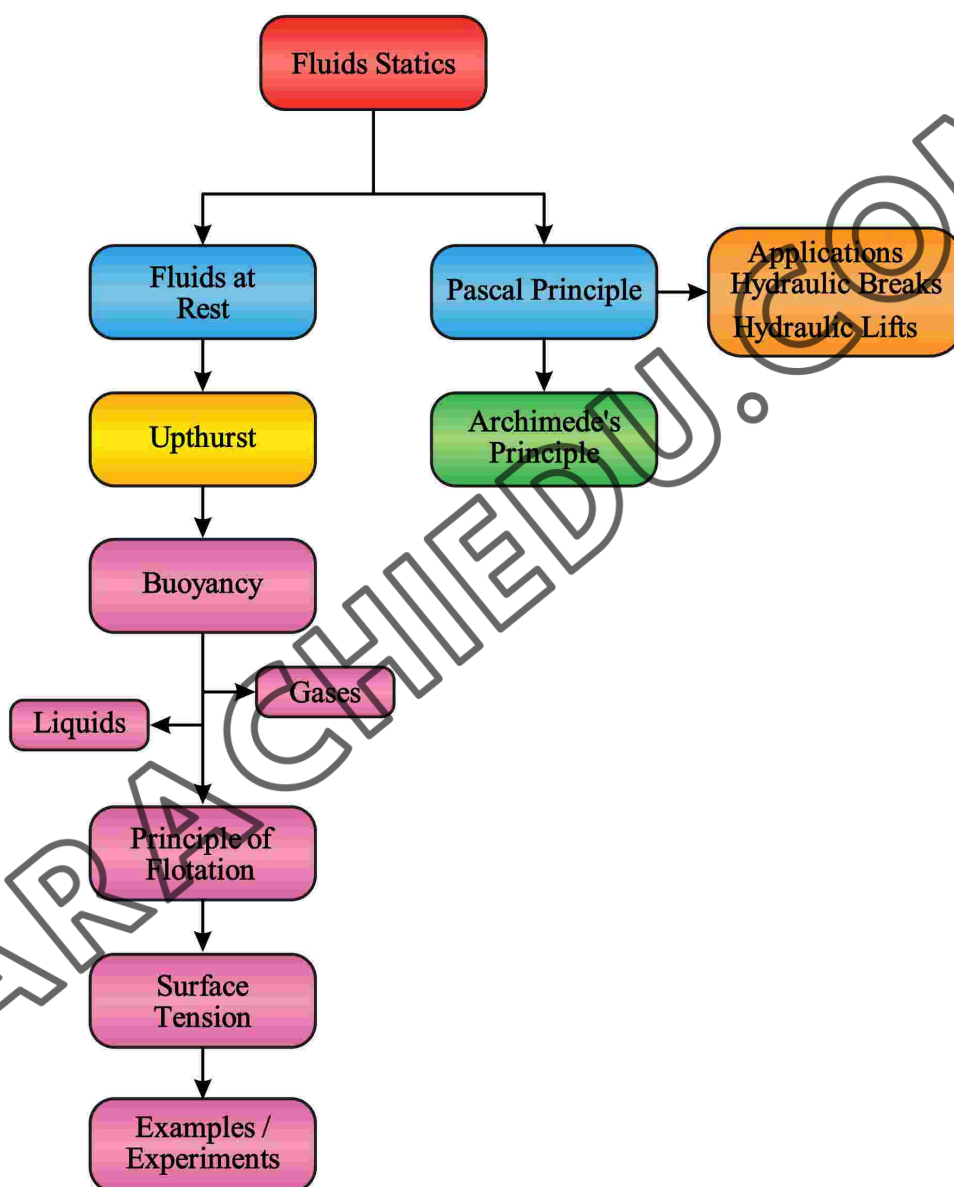 Fluids Statics
Fluids at
Rest
Pascal Principle
Applications
Hydraulic Breaks
Hydraulic Lifts
Upthurst
Archimede's
Principle
Buoyancy
Gases
Liquids
Principle of
Flotation
Surface
Tension
Examples /
Experiments
ARACHIEDU.COM